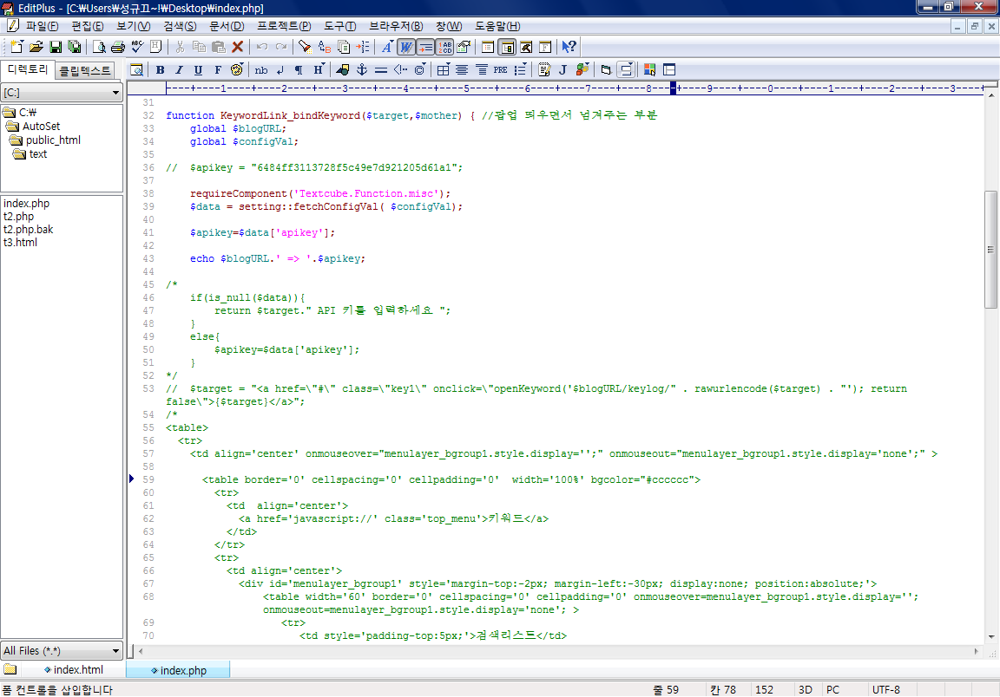 EditPlus - [C:₩Users₩성규끄~!₩Desktop₩index.php]
파일(F) 편집(E) 보기(V) 검색(S) 문서(D) 프로젝트(P) 도구(T) 브라우저(B) 창(W) 도움말(H)
디렉토리 클립텍스트
[C:]
C:₩
AutoSet
public_html
text
index.php
t2.php
t2.php.bak
t3.html
----+----1----+----2----+----3----+----4----+----5----+----6----+----7----+----8----+----9----+----0----+----1----+----2----+----3----+
31
32 function KeywordLink_bindKeyword($target,$mother) { //팝업 띄우면서 넘겨주는 부분
33 global $blogURL;
34 global $configVal;
35
36 // $apikey = "6484ff3113728f5c49e7d921205d61a1";
37
38 requireComponent('Textcube.Function.misc');
39 $data = setting::fetchConfigVal( $configVal);
40
41 $apikey=$data['apikey'];
42
43 echo $blogURL.' => '.$apikey;
44
45 /*
46 if(is_null($data)){
47 return $target." API 키를 입력하세요 ";
48 }
49 else{
50 $apikey=$data['apikey'];
51 }
52 */
53 // $target = "<a href=\"#\" class=\"key1\" onclick=\"openKeyword('$blogURL/keylog/" . rawurlencode($target) . "'); return
false\">{$target}</a>";
54 /*
55 <table>
56 <tr>
57 <td align='center' onmouseover="menulayer_bgroup1.style.display='';" onmouseout="menulayer_bgroup1.style.display='none';" >
58
59 <table border='0' cellspacing='0' cellpadding='0' width='100%' bgcolor="#cccccc">
60 <tr>
61 <td align='center'>
62 <a href='javascript://' class='top_menu'>키워드</a>
63 </td>
64 </tr>
65 <tr>
66 <td align='center'>
67 <div id='menulayer_bgroup1' style='margin-top:-2px; margin-left:-30px; display:none; position:absolute;'>
68 <table width='60' border='0' cellspacing='0' cellpadding='0' onmouseover=menulayer_bgroup1.style.display='';
onmouseout=menulayer_bgroup1.style.display='none'; >
69 <tr>
70 <td style='padding-top:5px;'>검색리스트</td>
All Files (*.*)
index.html index.php
폼 컨트롤을 삽입합니다 줄 59 칸 78 152 3D PC UTF-8